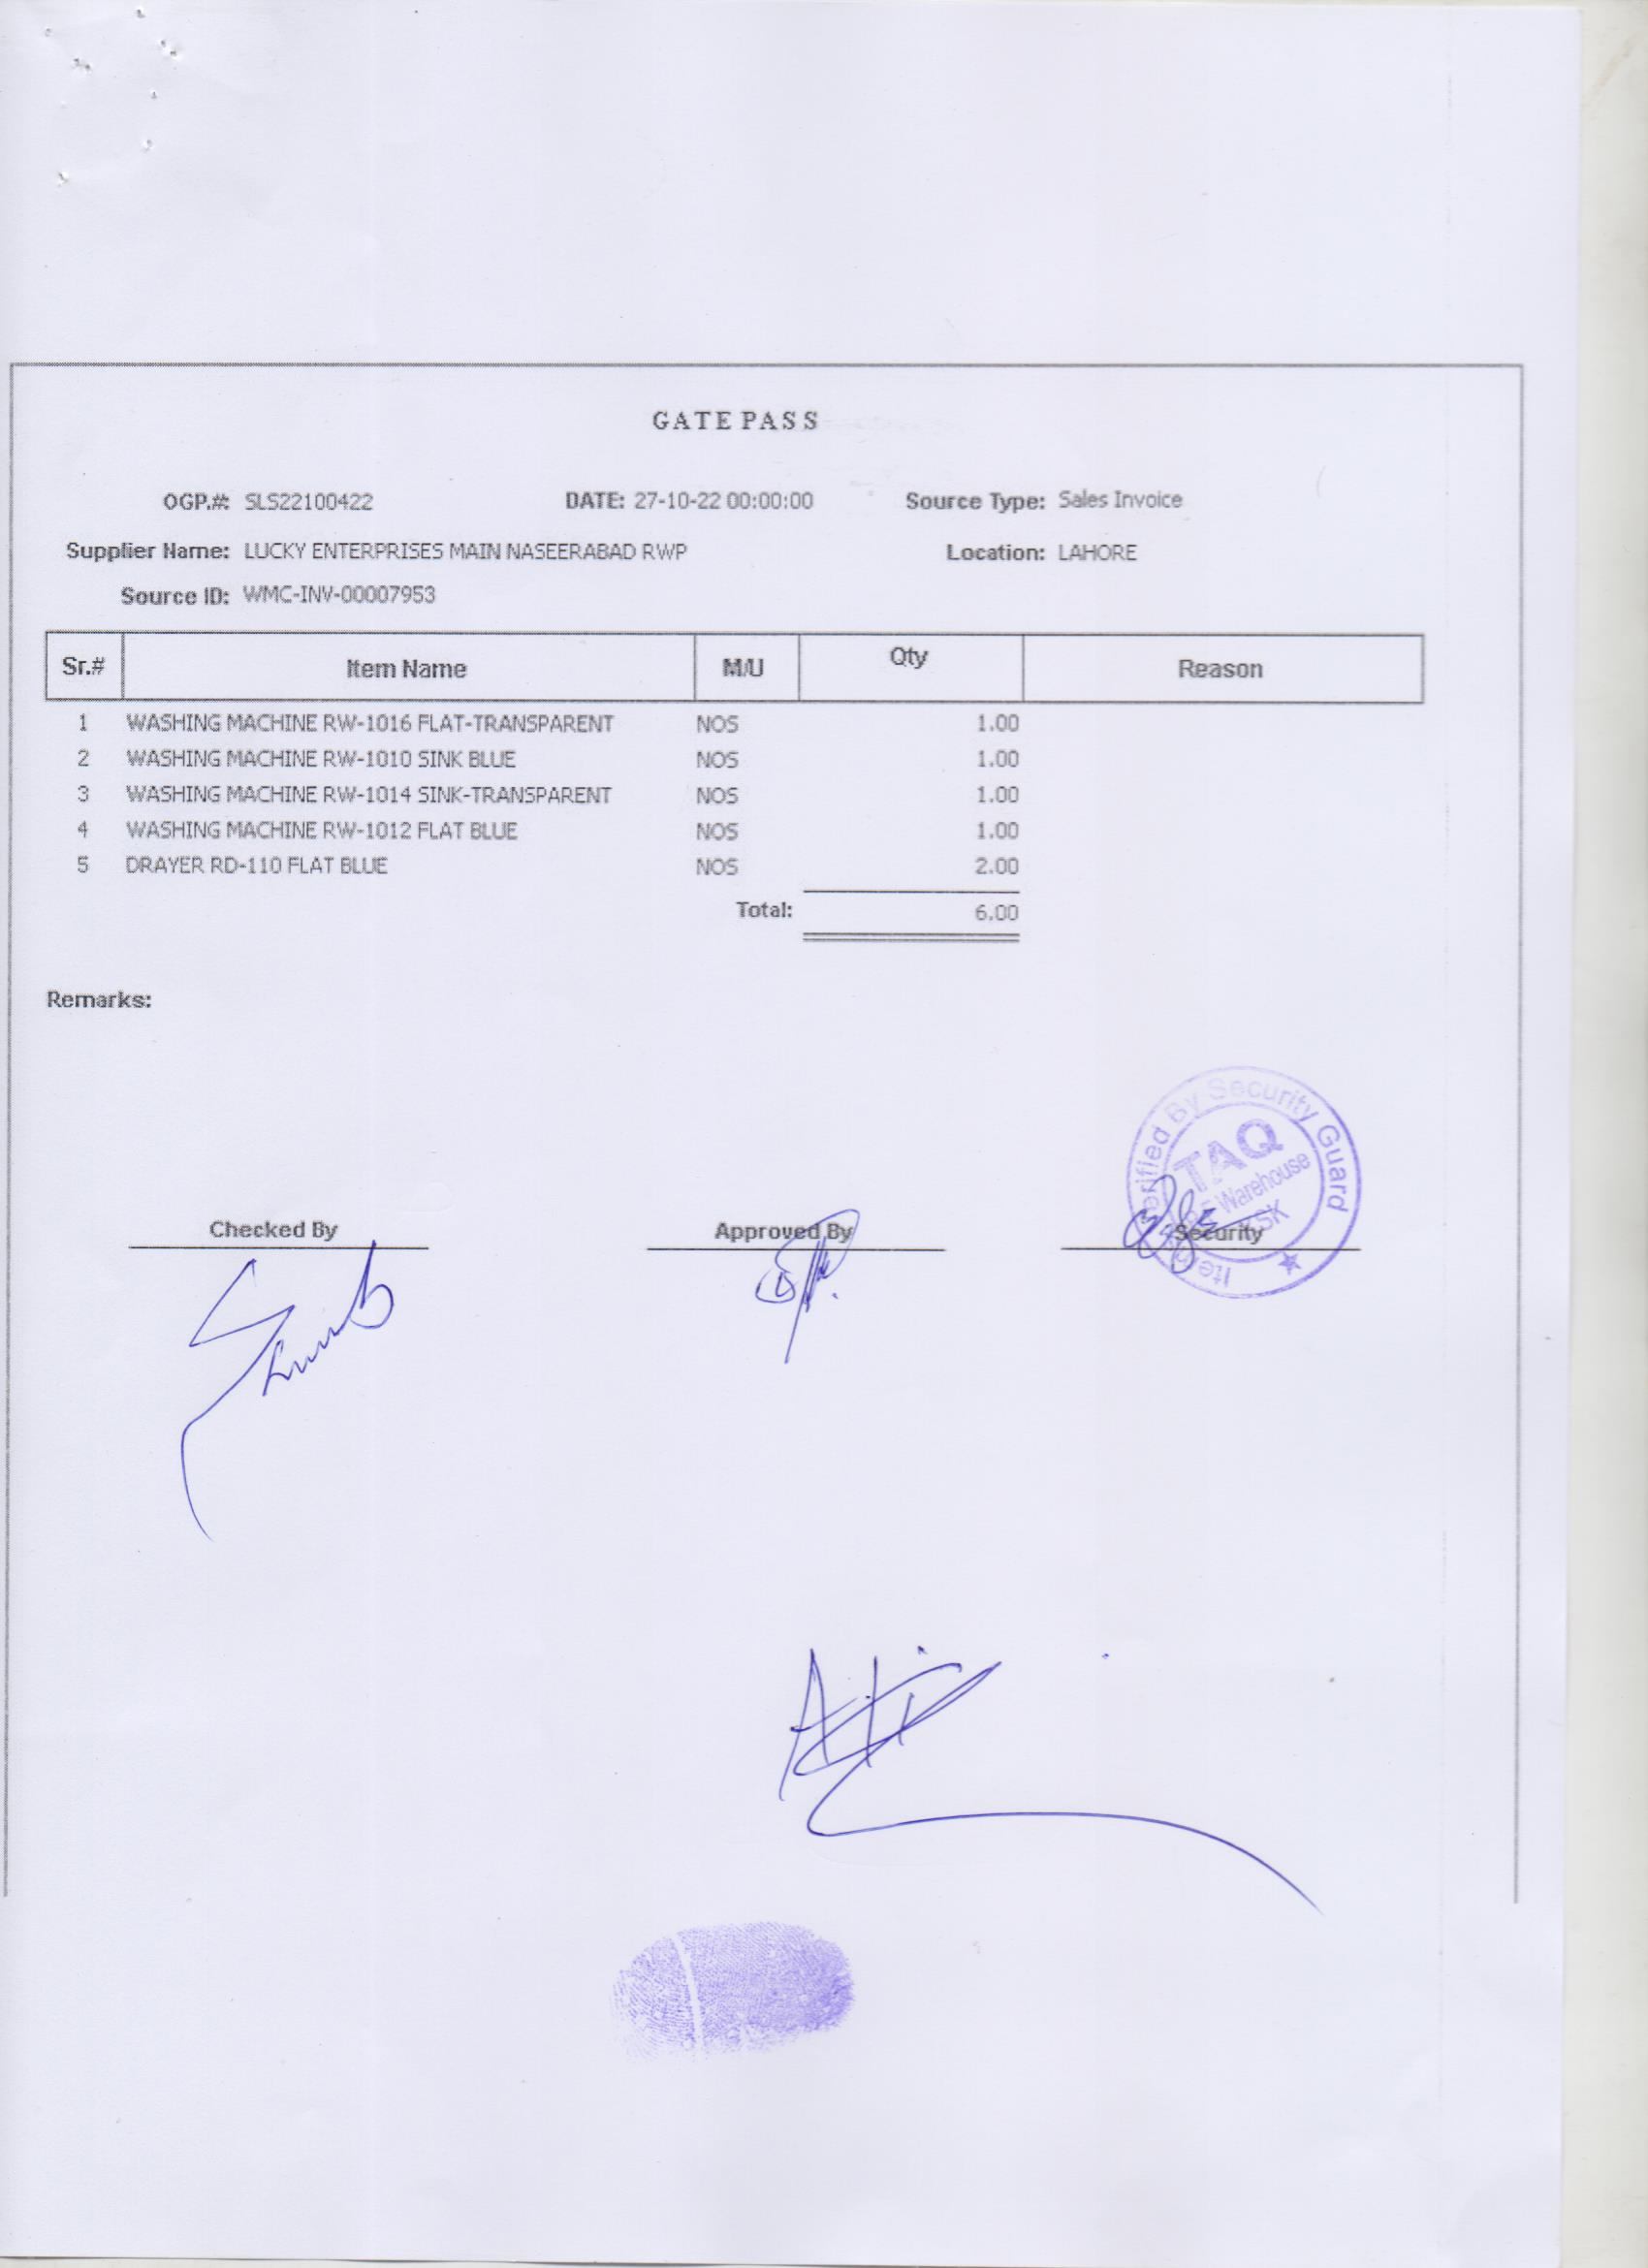 GATE PASS
OGP.#: SLS22100422 DATE: 27-10-22 00:00:00 Source Type: Sales Invoice
Supplier Name: LUCKY ENTERPRISES MAIN NASEERABAD RWP Location: LAHORE
Source ID: WMC-INV-00007953
Sr.# Item Name M/U Qty Reason
1 WASHING MACHINE RW-1016 FLAT-TRANSPARENT NOS 1.00
2 WASHING MACHINE RW-1010 SINK BLUE NOS 1.00
3 WASHING MACHINE RW-1014 SINK-TRANSPARENT NOS 1.00
4 WASHING MACHINE RW-1012 FLAT BLUE NOS 1.00
5 DRAYER RD-110 FLAT BLUE NOS 2.00
Total: 6.00
Remarks:
By Security Guard
TAQ
Warehouse
Checked By Approved By Security